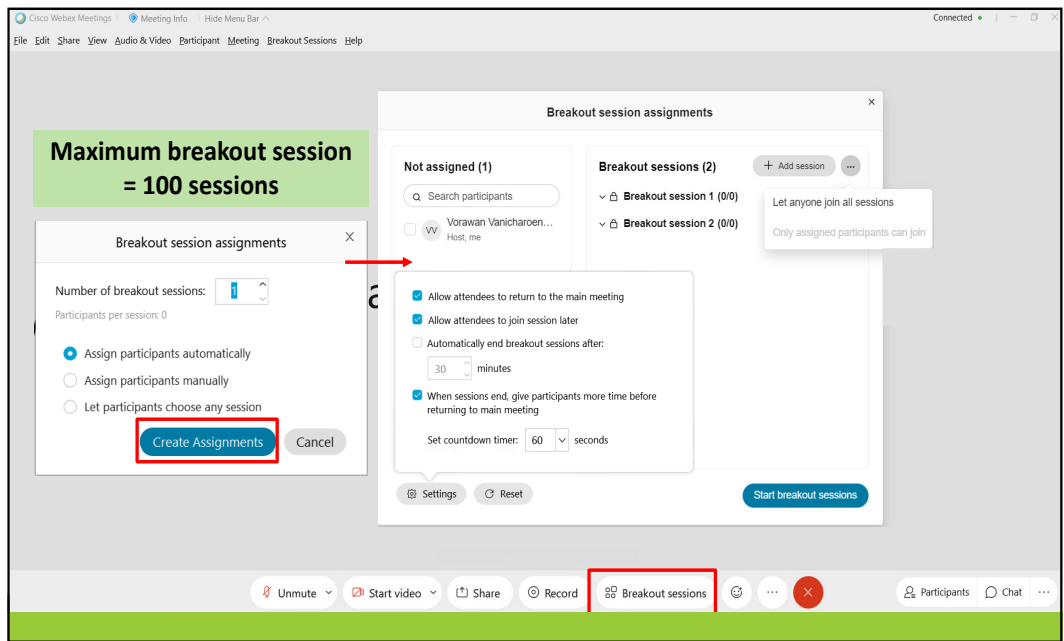 Cisco Webex Meetings Meeting Info Hide Menu Bar Connected
File Edit Share View Audio & Video Participant Meeting Breakout Sessions Help
Maximum breakout session
= 100 sessions
Breakout session assignments
Number of breakout sessions: 1
Participants per session: 0
Assign participants automatically
Assign participants manually
Let participants choose any session
Create Assignments Cancel
Breakout session assignments
Not assigned (1)
Search participants
VV Vorawan Vanicharoen...
Host, me
Breakout sessions (2) + Add session ...
Breakout session 1 (0/0)
Breakout session 2 (0/0)
Let anyone join all sessions
Only assigned participants can join
Allow attendees to return to the main meeting
Allow attendees to join session later
Automatically end breakout sessions after:
30 minutes
When sessions end, give participants more time before
returning to main meeting
Set countdown timer: 60 seconds
Settings Reset
Start breakout sessions
Unmute Start video Share Record Breakout sessions ... Participants Chat ...